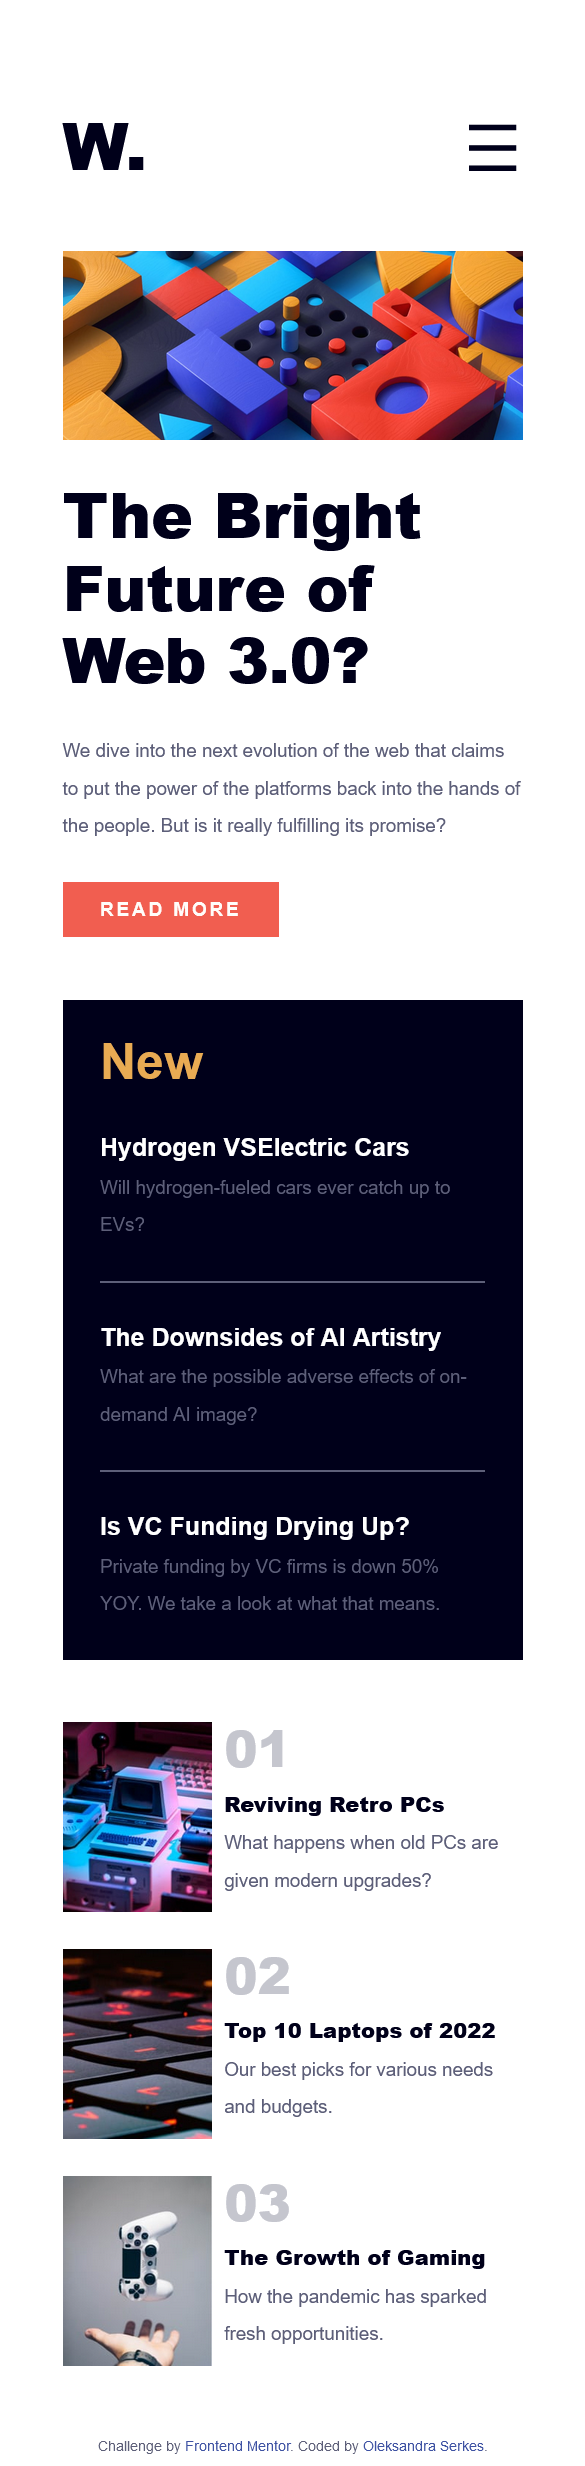 W.
The Bright
Future of
Web 3.0?
We dive into the next evolution of the web that claims
to put the power of the platforms back into the hands of
the people. But is it really fulfilling its promise?
READ MORE
New
Hydrogen VSElectric Cars
Will hydrogen-fueled cars ever catch up to
EVs?
The Downsides of AI Artistry
What are the possible adverse effects of on-
demand AI image?
Is VC Funding Drying Up?
Private funding by VC firms is down 50%
YOY. We take a look at what that means.
01
Reviving Retro PCs
What happens when old PCs are
given modern upgrades?
02
Top 10 Laptops of 2022
Our best picks for various needs
and budgets.
03
The Growth of Gaming
How the pandemic has sparked
fresh opportunities.
Challenge by Frontend Mentor. Coded by Oleksandra Serkes.